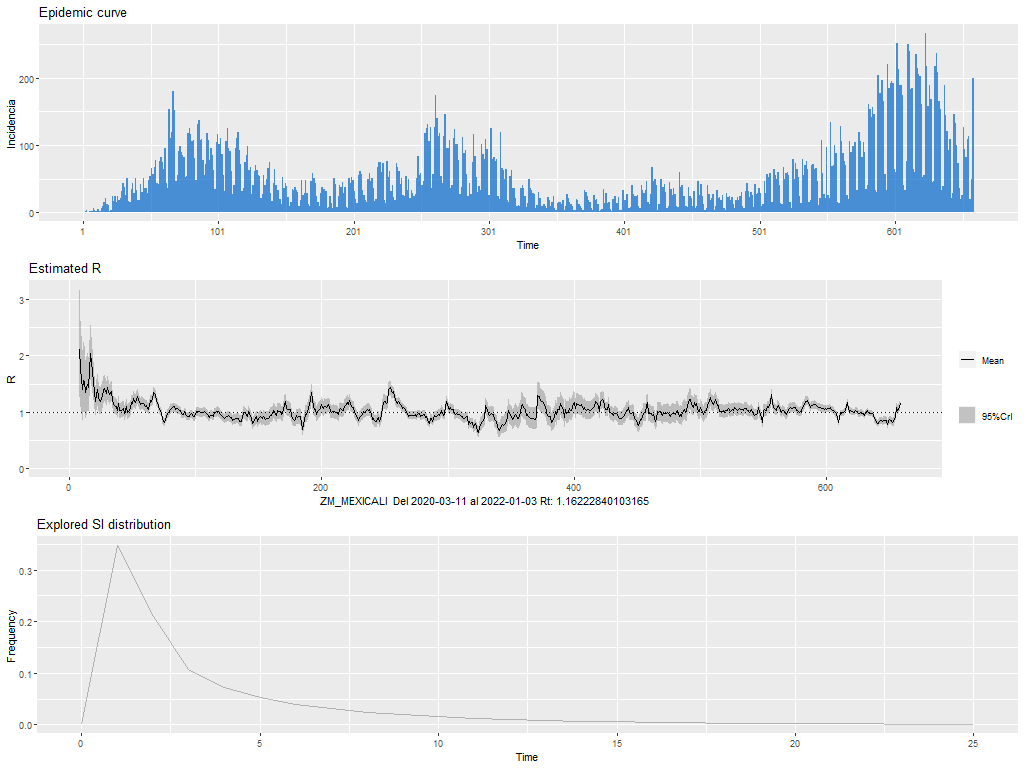 Epidemic curve
200
100
0
Incidencia
1
101
201
301
401
501
601
Time
Estimated R
3
2
1
0
R
0
200
400
600
Mean
95%CrI
ZM_MEXICALI Del 2020-03-11 al 2022-01-03 Rt: 1.16222840103165
Explored SI distribution
0.3
0.2
0.1
0.0
Frequency
0
5
10
15
20
25
Time